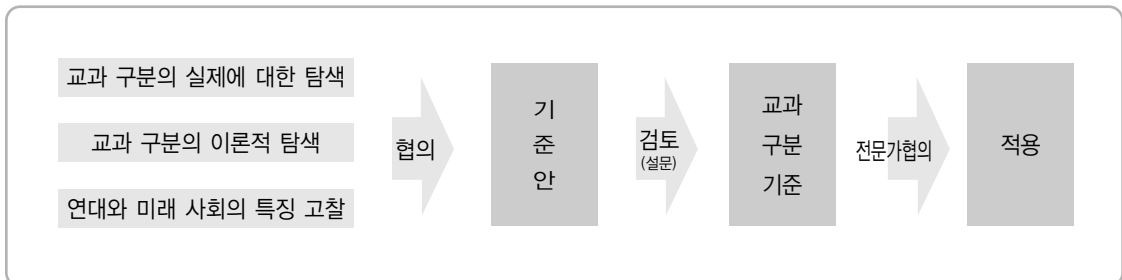 교과 구분의 실제에 대한 탐색
교과 구분의 이론적 탐색
연대와 미래 사회의 특징 고찰
협의
기
준
안
검토
(설문)
교과
구분
기준
전문가협의
적용